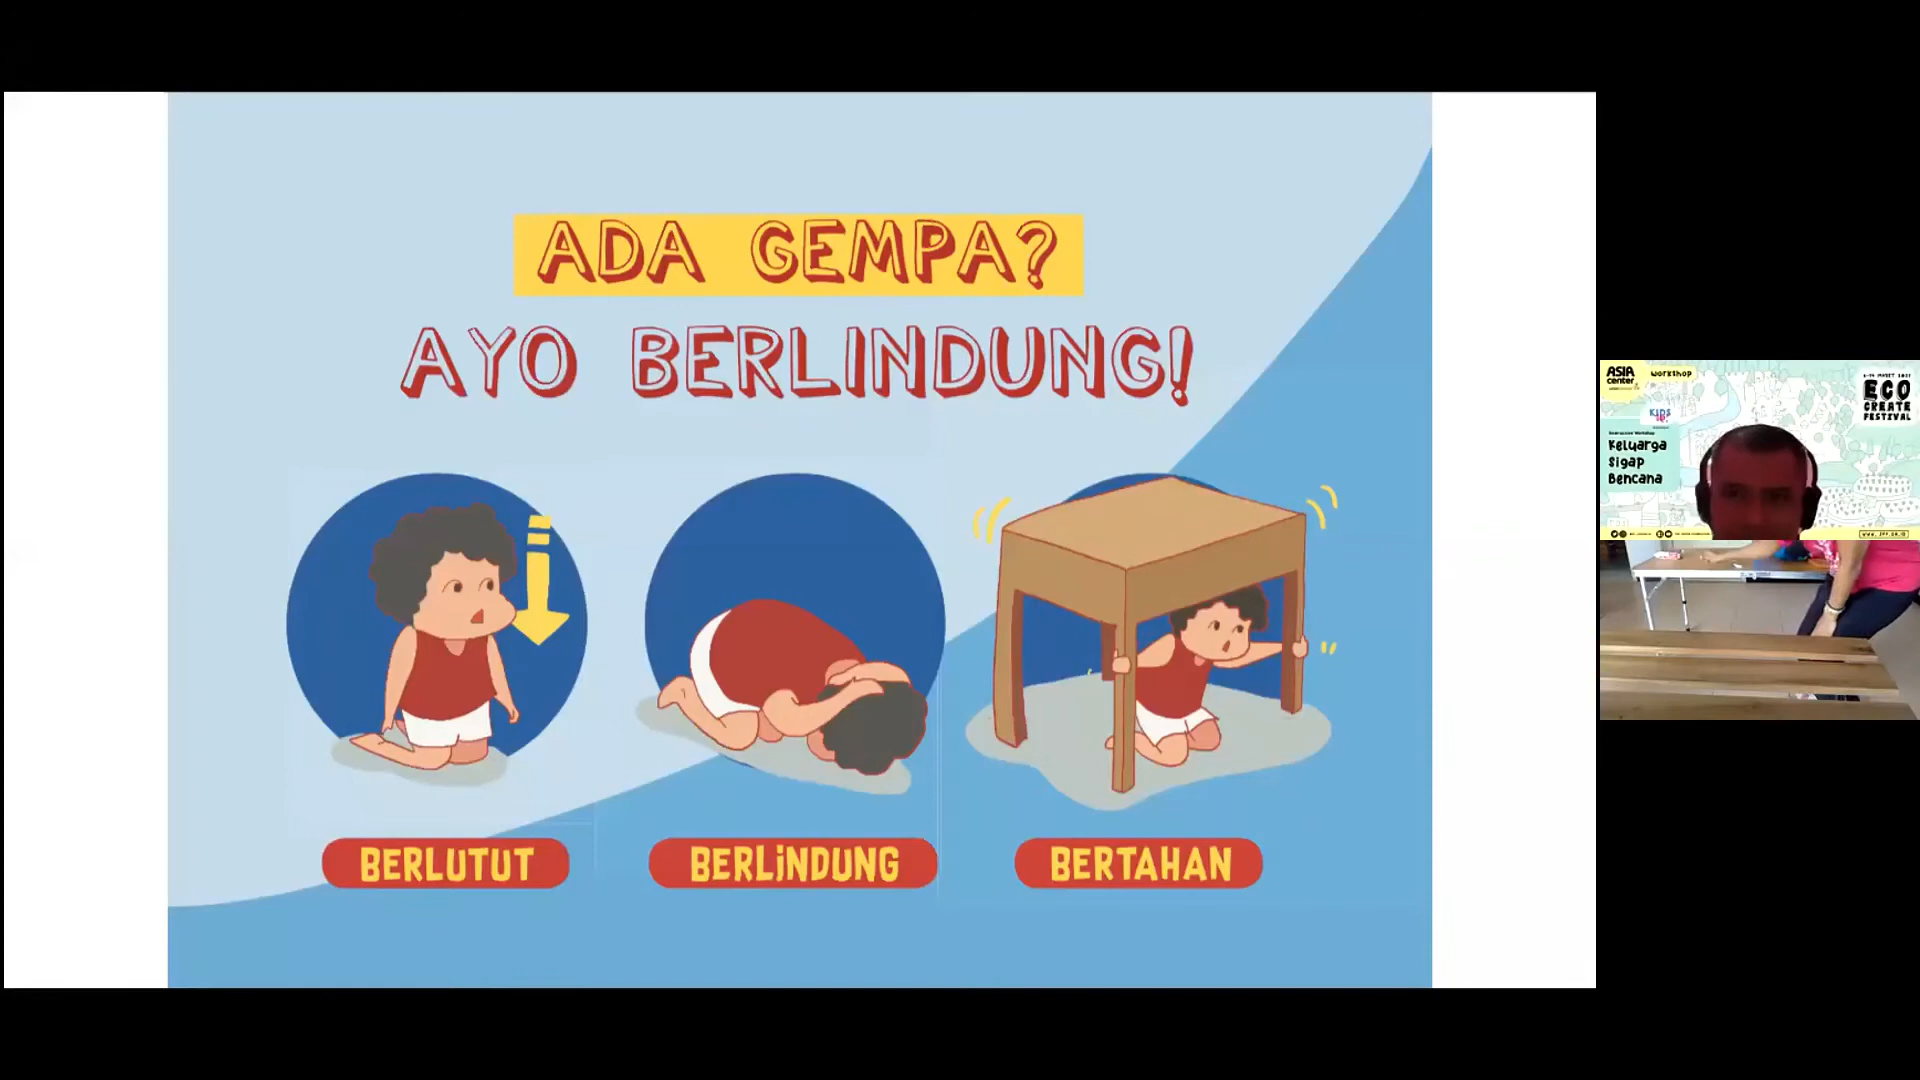 ADA GEMPA?
AYO BERLINDUNG!
BERLUTUT
BERLiNDUNG
BERTAHAN
ASIA
center
workshop
KIDS
ECO
CREATE
FESTIVAL
Keluarga
Sigap
Bencana